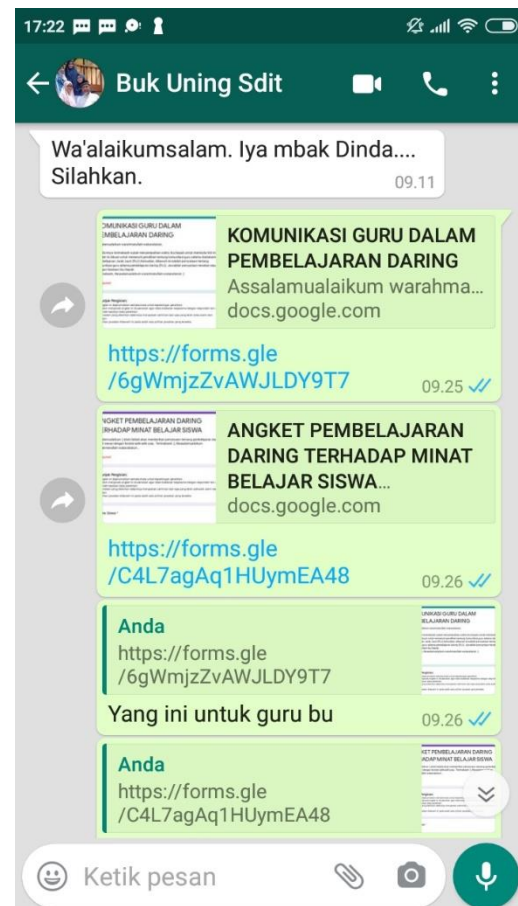 17:22
Buk Uning Sdit
Wa'alaikumsalam. Iya mbak Dinda....
Silahkan.
09.11
KOMUNIKASI GURU DALAM
PEMBELAJARAN DARING
Assalamualaikum warahma...
docs.google.com
https://forms.gle
/6gWmjzZvAWJLDY9T7
09.25
ANGKET PEMBELAJARAN
DARING TERHADAP MINAT
BELAJAR SISWA...
docs.google.com
https://forms.gle
/C4L7agAq1HUymEA48
09.26
Anda
https://forms.gle
/6gWmjzZvAWJLDY9T7
Yang ini untuk guru bu
09.26
Anda
https://forms.gle
/C4L7agAq1HUymEA48
Ketik pesan